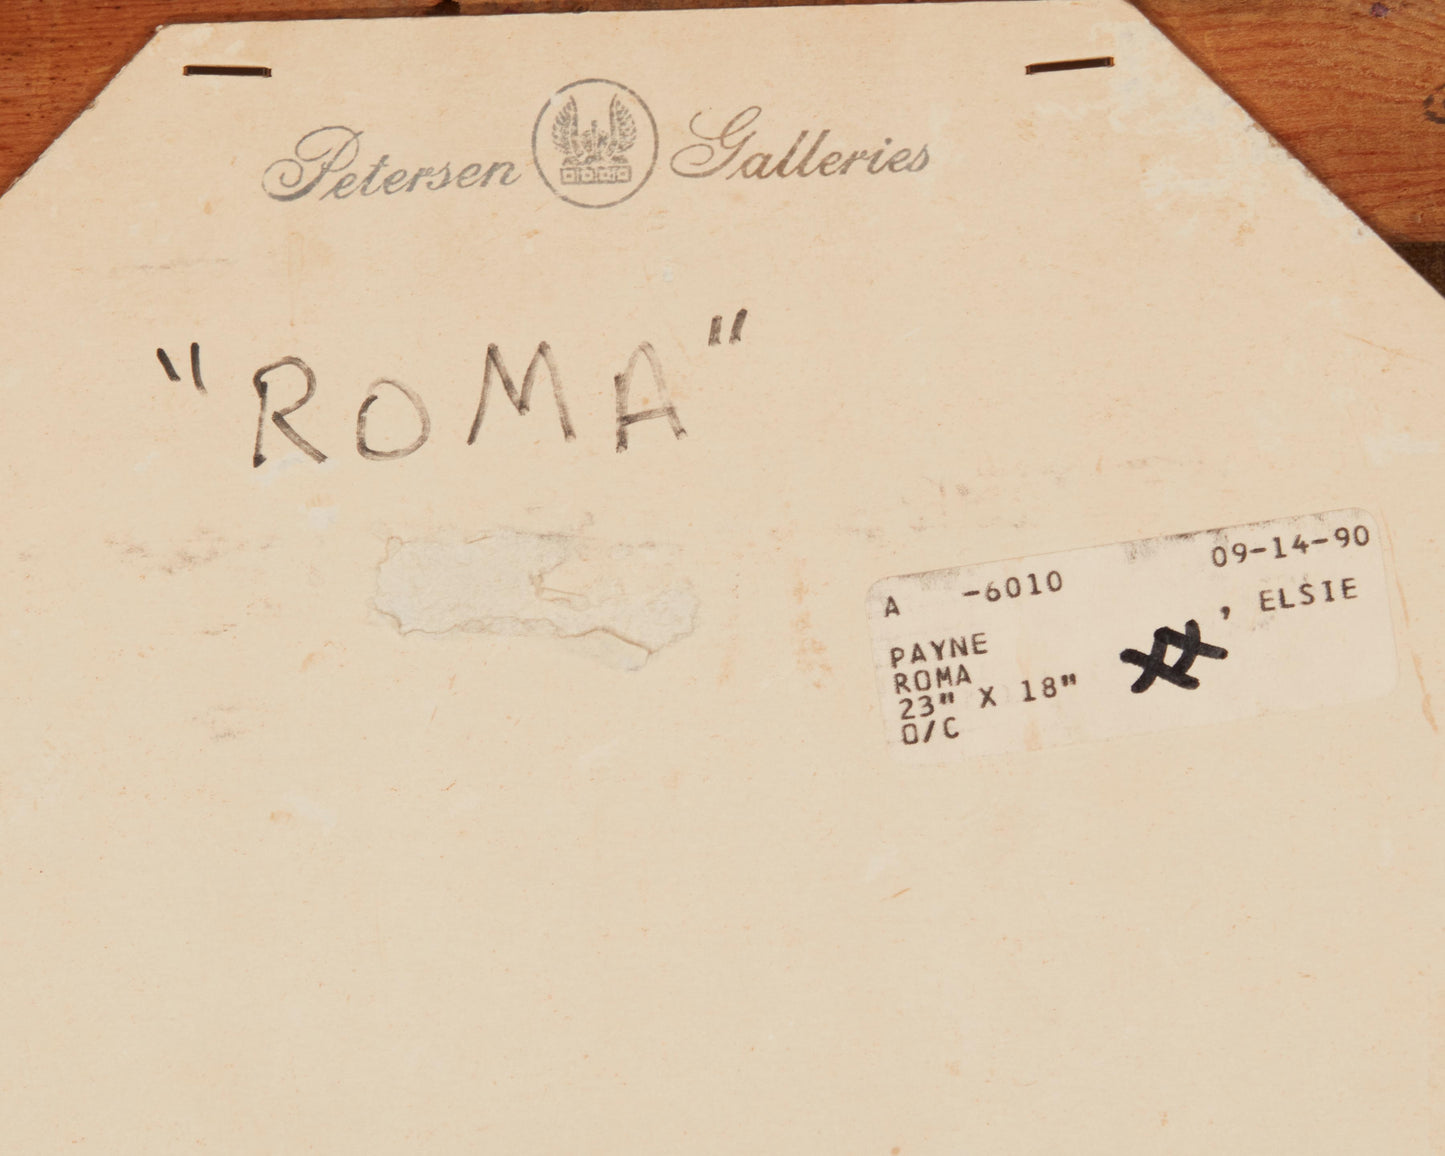 Petersen Galleries
"ROMA"
A -6010 09-14-90
PAYNE , ELSIE
ROMA
23" X 18"
O/C